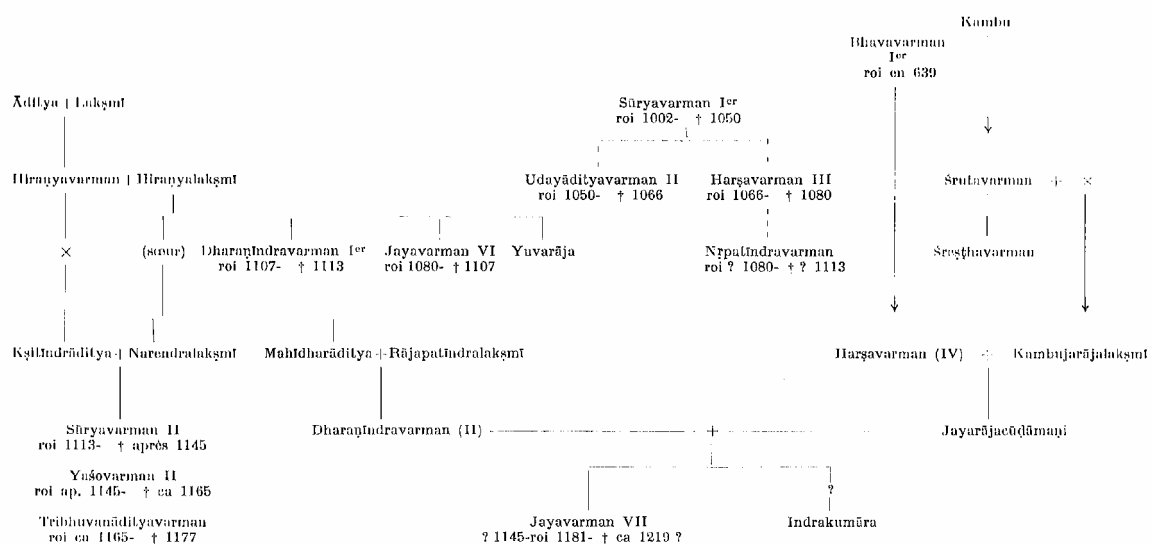 Kambu
Bhavavarman
Ier
roi en 639
Āditya + Lakṣmī
Sūryavarman Ier
roi 1002- † 1050
Hiraṇyavarman + Hiraṇyalakṣmī
Udayādityavarman II
roi 1050- † 1066
Harṣavarman III
roi 1066- † 1080
Śrutavarman + ×
×
(sœur)
Dharaṇīndravarman Ier
roi 1107- † 1113
Jayavarman VI
roi 1080- † 1107
Yuvarāja
Nṛpatīndravarman
roi ? 1080- † ? 1113
Śreṣṭhavarman
Kṣitīndrāditya + Narendralakṣmī
Mahīdharāditya + Rājapatīndralakṣmī
Harṣavarman (IV) + Kambujarājalakṣmī
Sūryavarman II
roi 1113- † après 1145
Dharaṇīndravarman (II) + Jayarājacūḍāmaṇi
Yaśovarman II
roi ap. 1145- † ca 1165
?
Tribhuvanādityavarman
roi ca 1165- † 1177
Jayavarman VII
? 1145-roi 1181- † ca 1219 ?
Indrakumāra